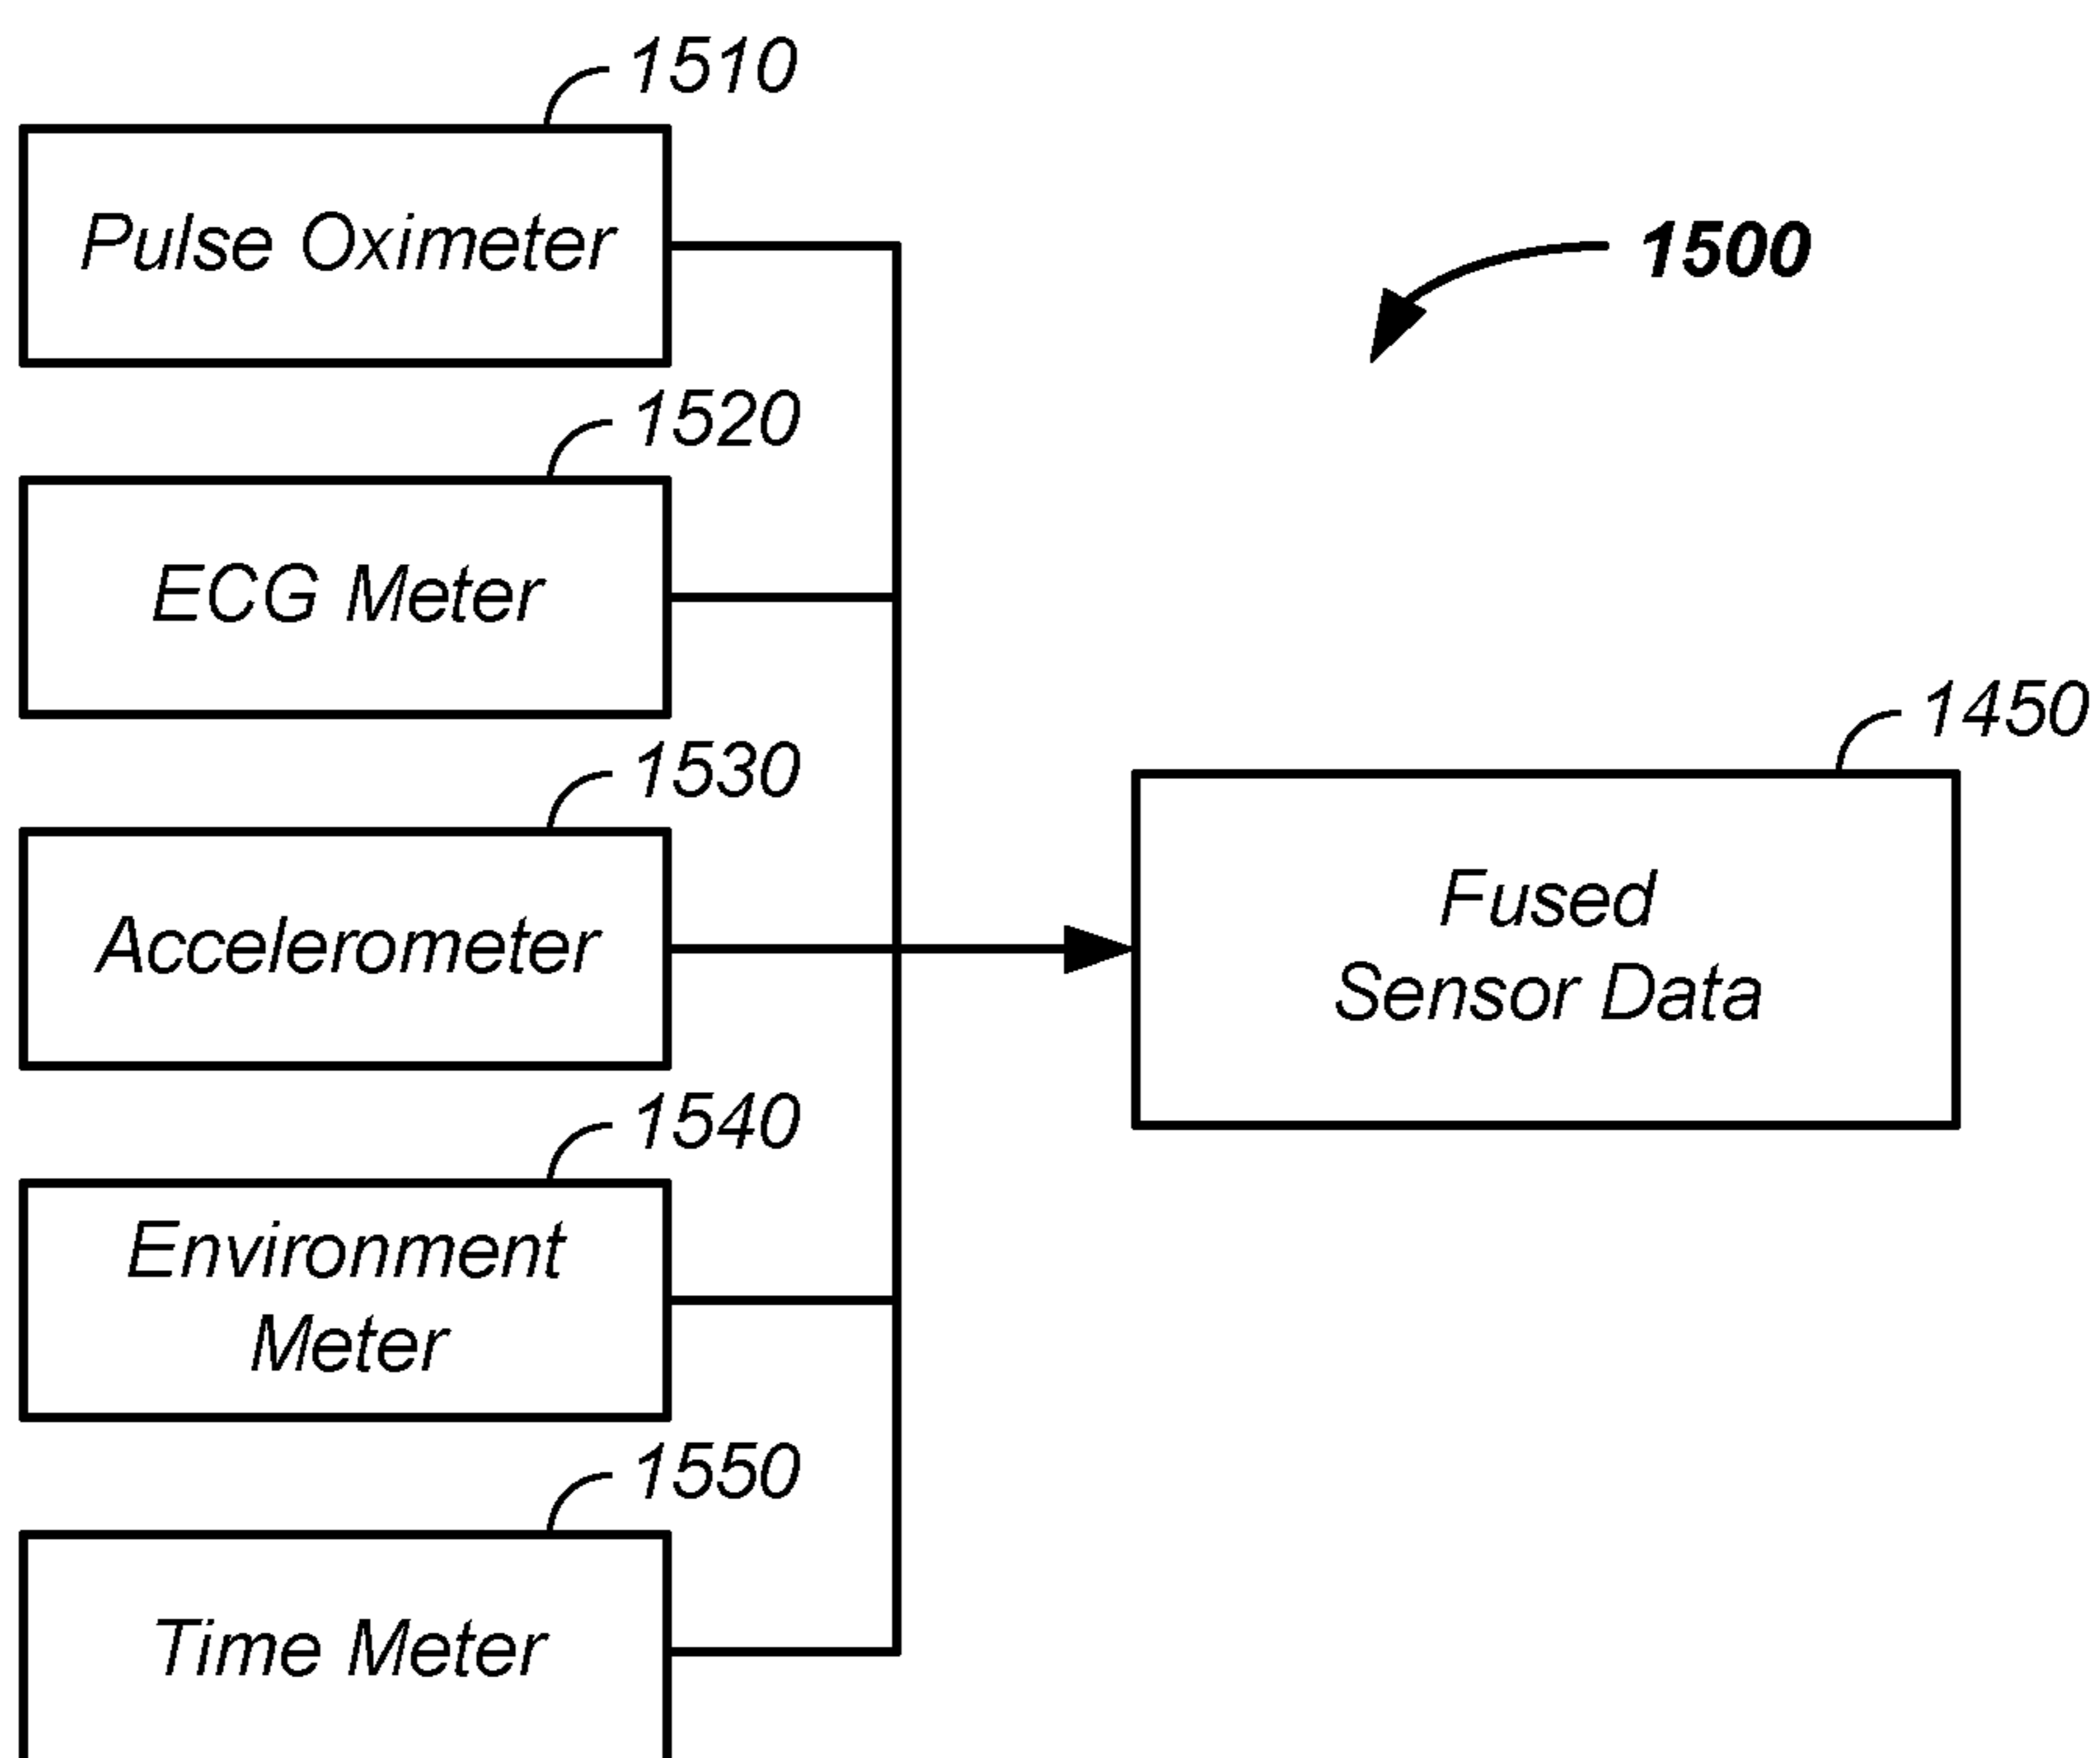 1510
Pulse Oximeter
1500
1520
ECG Meter
1450
1530
Fused
Sensor Data
Accelerometer
1540
Environment
Meter
1550
Time Meter